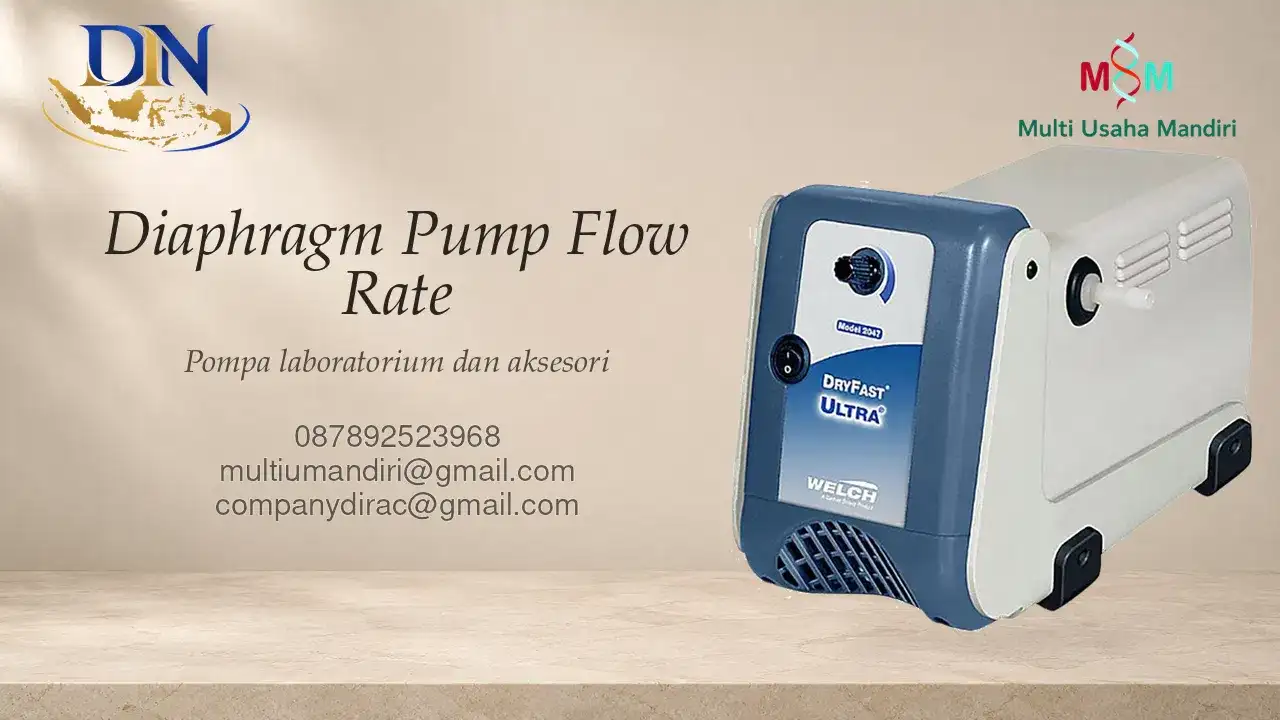 DIN
M M
Multi Usaha Mandiri
Diaphragm Pump Flow
Rate
Pompa laboratorium dan aksesori
087892523968
multiumandiri@gmail.com
companydirac@gmail.com
Model 2047
I
O
DRYFAST®
ULTRA®
WELCH